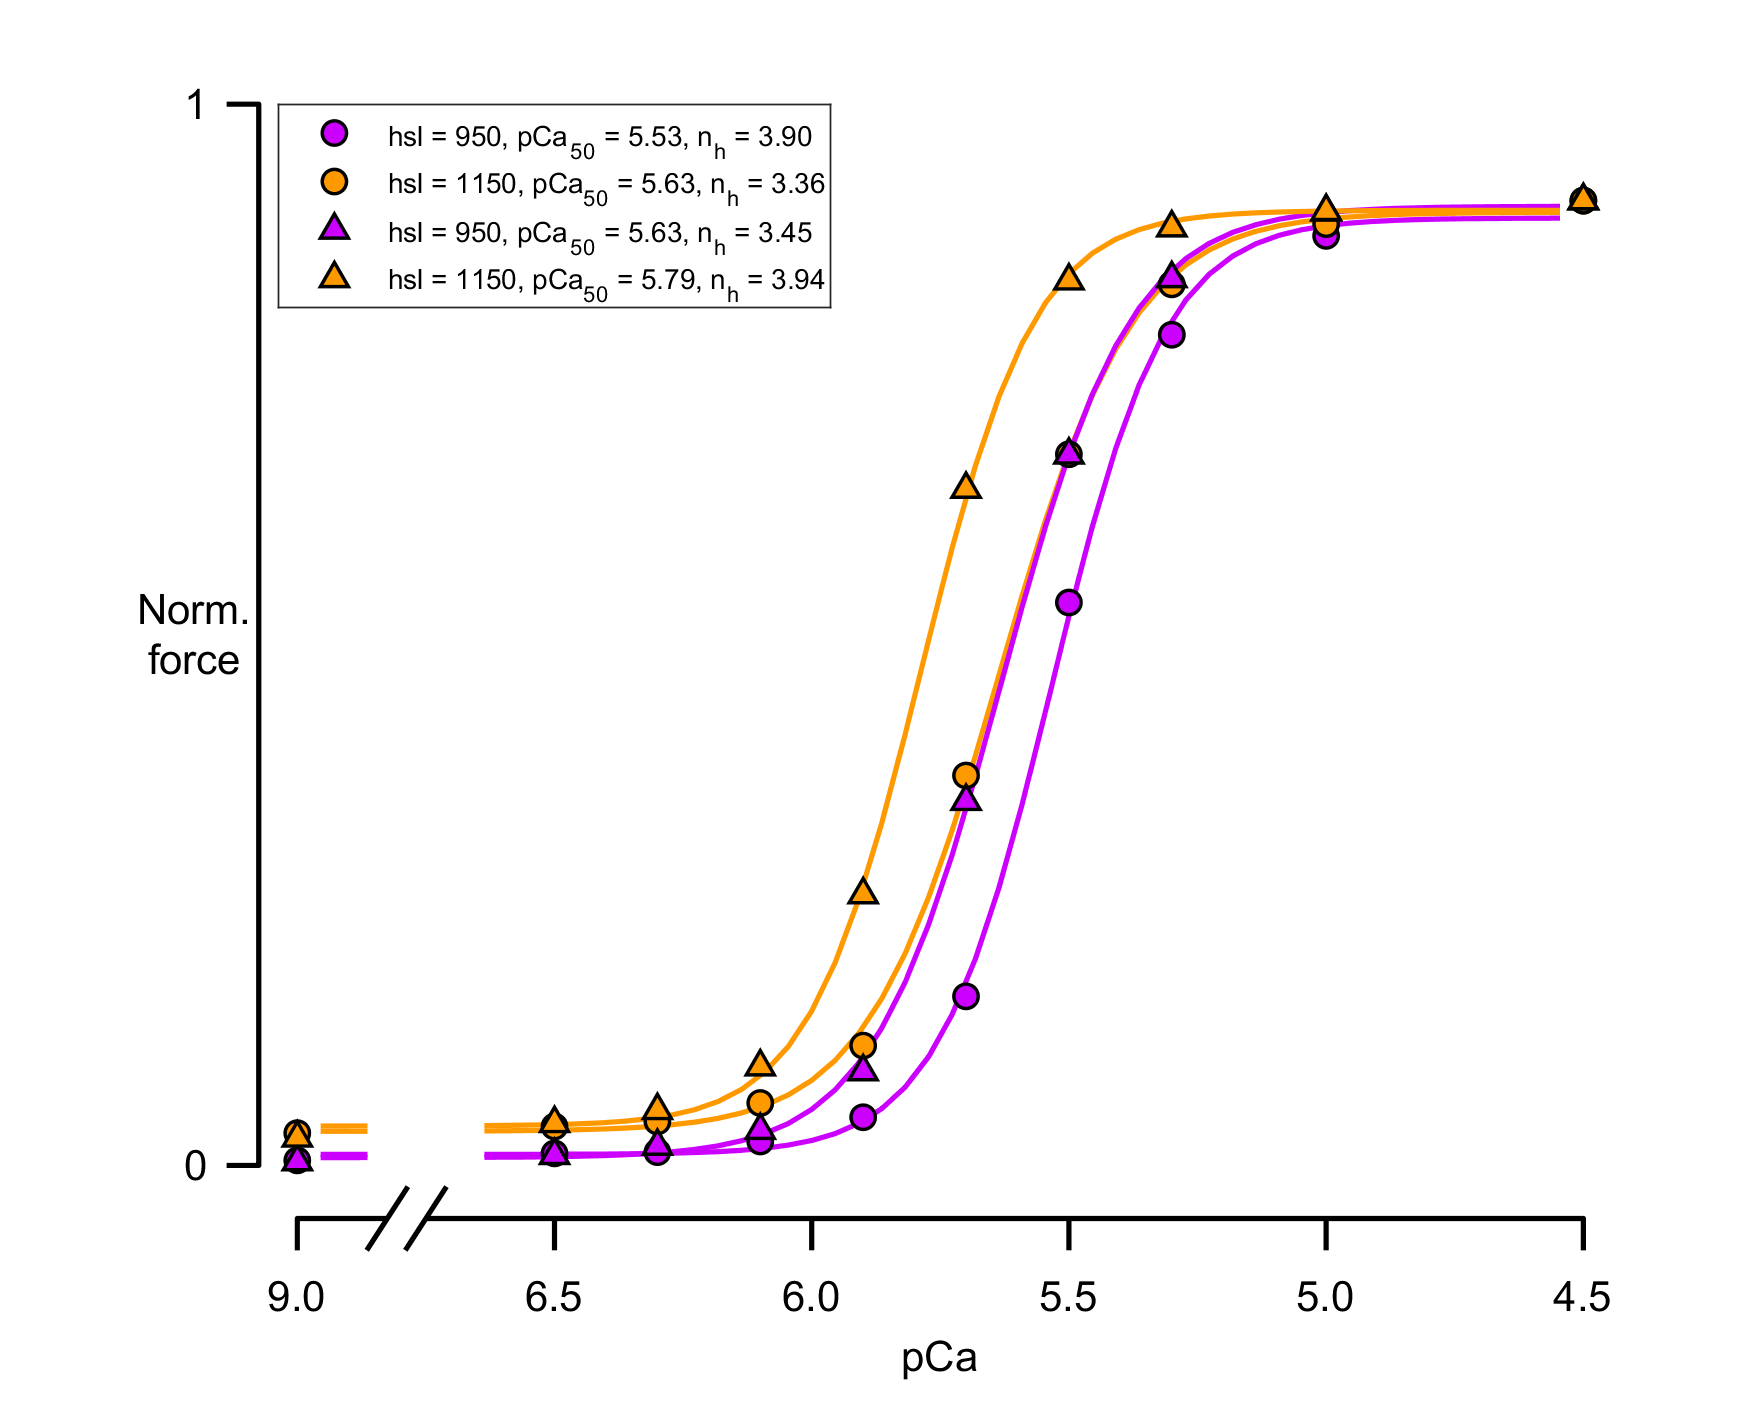 1
hsl = 950, pCa50 = 5.53, nh = 3.90
hsl = 1150, pCa50 = 5.63, nh = 3.36
hsl = 950, pCa50 = 5.63, nh = 3.45
hsl = 1150, pCa50 = 5.79, nh = 3.94
Norm.
force
0
9.0 6.5 6.0 5.5 5.0 4.5
pCa